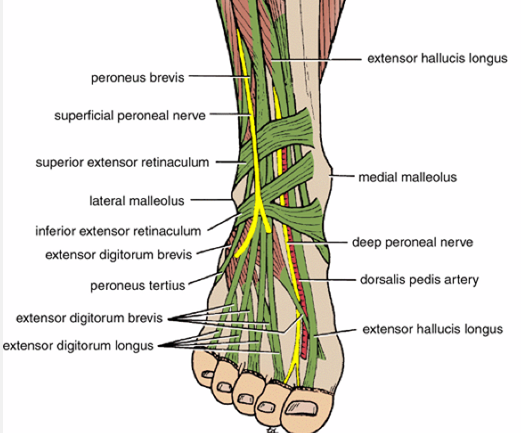 extensor hallucis longus
peroneus brevis
superficial peroneal nerve
superior extensor retinaculum
medial malleolus
lateral malleolus
inferior extensor retinaculum
deep peroneal nerve
extensor digitorum brevis
dorsalis pedis artery
peroneus tertius
extensor digitorum brevis
extensor hallucis longus
extensor digitorum longus